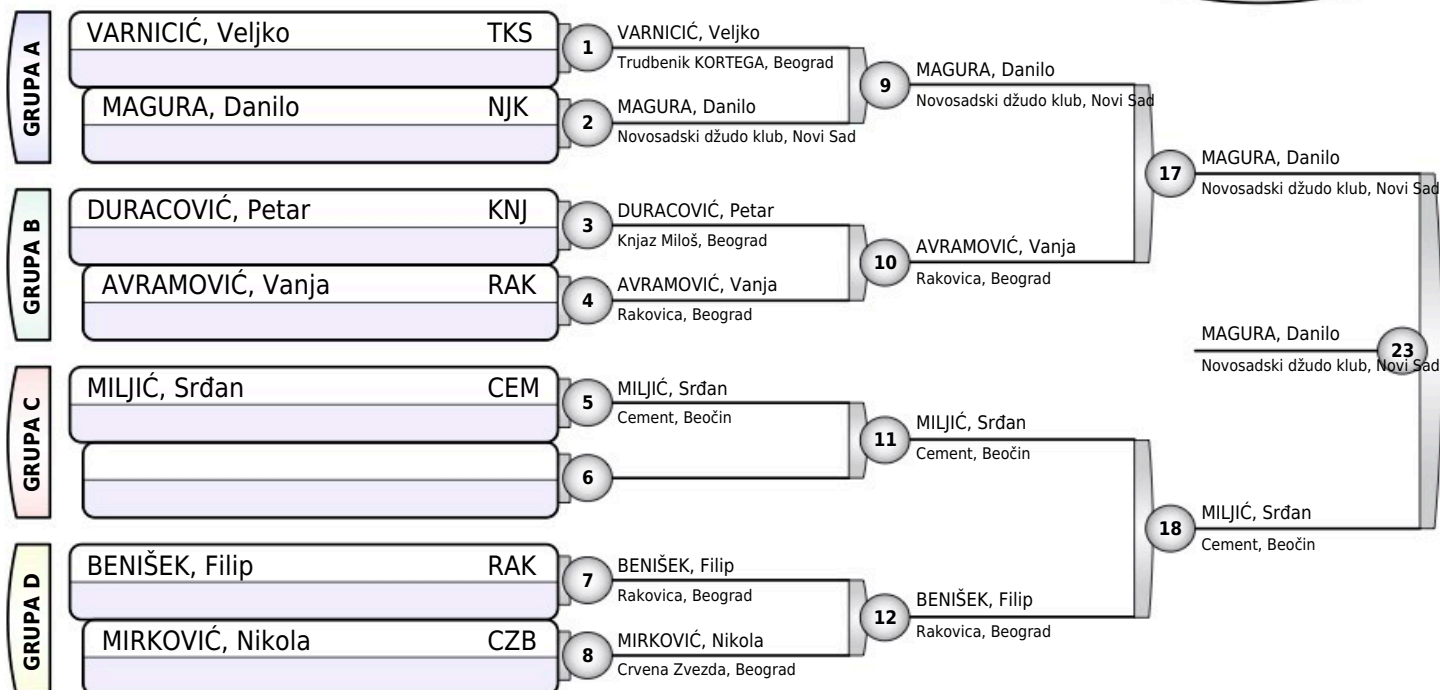 GRUPA A
VARNICIĆ, Veljko TKS
MAGURA, Danilo NJK
1
VARNICIĆ, Veljko
Trudbenik KORTEGA, Beograd
2
MAGURA, Danilo
Novosadski džudo klub, Novi Sad
9
MAGURA, Danilo
Novosadski džudo klub, Novi Sad
GRUPA B
DURACOVIĆ, Petar KNJ
AVRAMOVIĆ, Vanja RAK
3
DURACOVIĆ, Petar
Knjaz Miloš, Beograd
4
AVRAMOVIĆ, Vanja
Rakovica, Beograd
10
AVRAMOVIĆ, Vanja
Rakovica, Beograd
17
MAGURA, Danilo
Novosadski džudo klub, Novi Sad
GRUPA C
MILJIĆ, Srđan CEM
5
MILJIĆ, Srđan
Cement, Beočin
6
11
MILJIĆ, Srđan
Cement, Beočin
GRUPA D
BENIŠEK, Filip RAK
MIRKOVIĆ, Nikola CZB
7
BENIŠEK, Filip
Rakovica, Beograd
8
MIRKOVIĆ, Nikola
Crvena Zvezda, Beograd
12
BENIŠEK, Filip
Rakovica, Beograd
18
MILJIĆ, Srđan
Cement, Beočin
MAGURA, Danilo
23
Novosadski džudo klub, Novi Sad